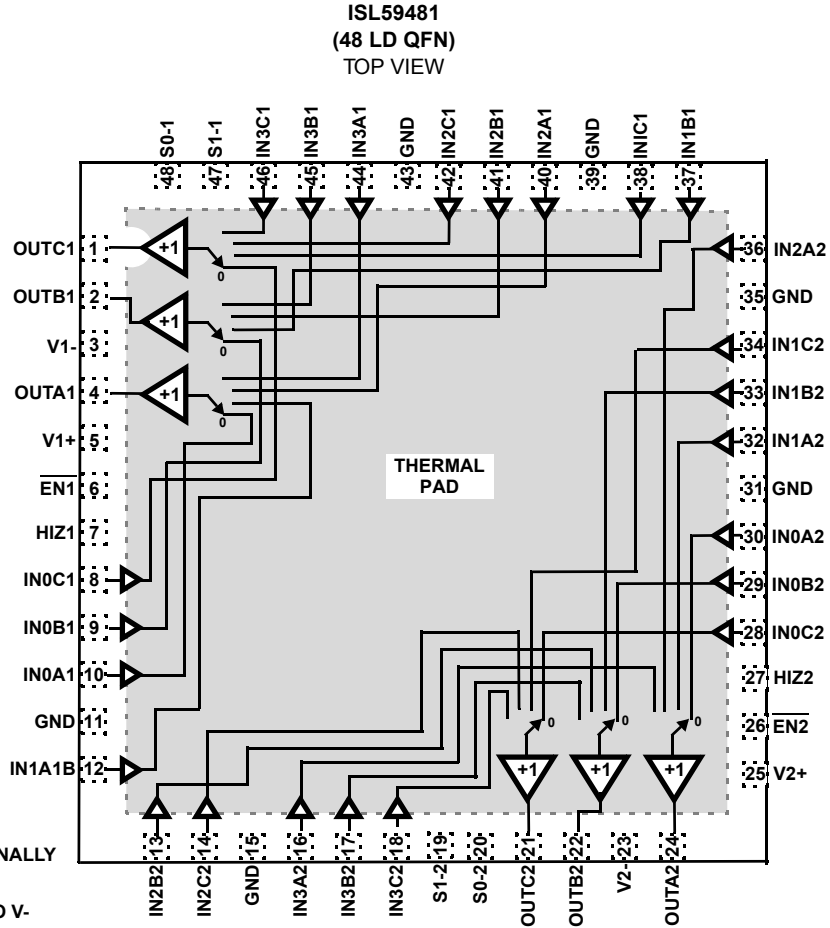 ISL59481
(48 LD QFN)
TOP VIEW
48 S0-1
47 S1-1
46 IN3C1
45 IN3B1
44 IN3A1
43 GND
42 IN2C1
41 IN2B1
40 IN2A1
39 GND
38 INIC1
37 IN1B1
OUTC1 1
OUTB1 2
V1- 3
OUTA1 4
V1+ 5
EN1 6
HIZ1 7
IN0C1 8
IN0B1 9
IN0A1 10
GND 11
IN1A1B 12
+1
0
+1
0
+1
0
THERMAL
PAD
36 IN2A2
35 GND
34 IN1C2
33 IN1B2
32 IN1A2
31 GND
30 IN0A2
29 IN0B2
28 IN0C2
27 HIZ2
26 EN2
25 V2+
0
0
0
+1
+1
+1
IN2B2 13
IN2C2 14
GND 15
IN3A2 16
IN3B2 17
IN3C2 18
S1-2 19
S0-2 20
OUTC2 21
OUTB2 22
V2- 23
OUTA2 24
NALLY
V-